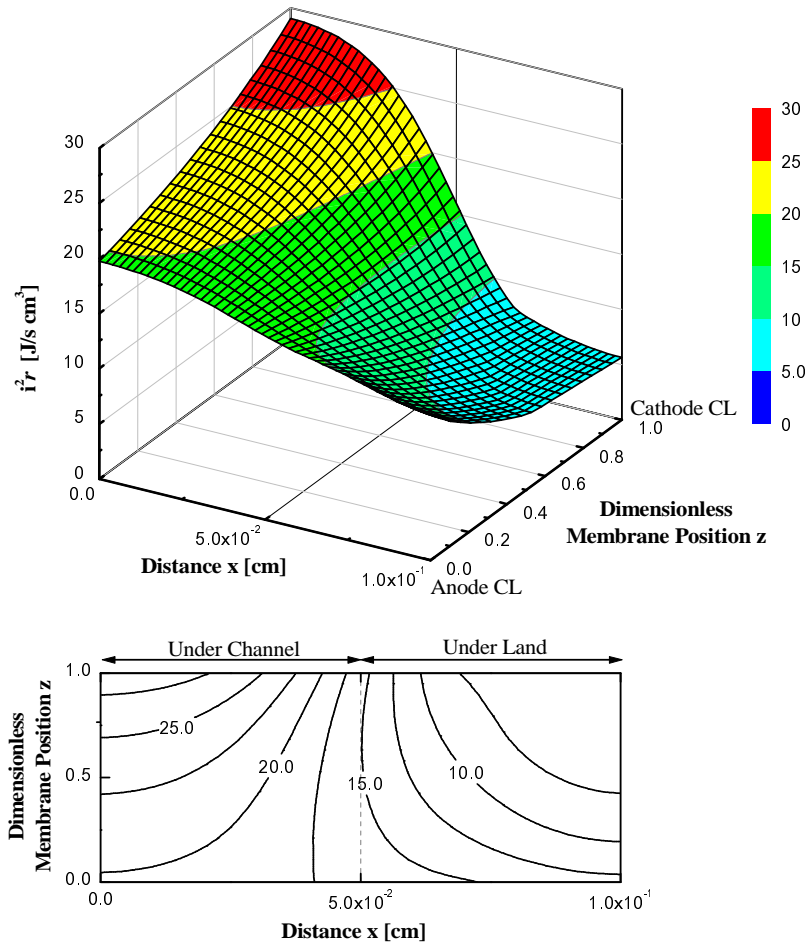 30
25
20
15
10
5
0
i²r [J/s cm³]
0.0
5.0x10⁻²
1.0x10⁻¹
Distance x [cm]
0.0
0.2
0.4
0.6
0.8
1.0
Anode CL
Cathode CL
Dimensionless
Membrane Position z
30
25
20
15
10
5.0
0
Under Channel
Under Land
1.0
0.5
0.0
Dimensionless
Membrane Position z
25.0
20.0
15.0
10.0
0.0
5.0x10⁻²
1.0x10⁻¹
Distance x [cm]